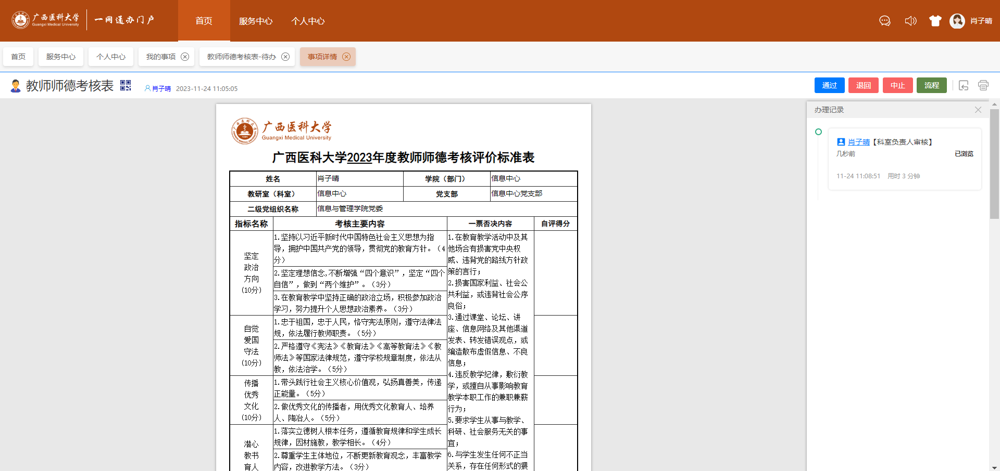 广西医科大学
Guangxi Medical University
一网通办门户
首页
服务中心
个人中心
肖子晴
首页
服务中心
个人中心
我的事项
教师师德考核表-待办
事项详情
教师师德考核表
肖子晴 2023-11-24 11:05:05
通过
退回
中止
流程
广西医科大学
Guangxi Medical University
广西医科大学2023年度教师师德考核评价标准表
姓名 肖子晴 学院（部门） 信息中心
教研室（科室） 信息中心 党支部 信息中心党支部
二级党组织名称 信息与管理学院党委
指标名称 考核主要内容 一票否决内容 自评得分
坚定
政治
方向
(10分)
1.坚持以习近平新时代中国特色社会主义思想为指
导，拥护中国共产党的领导，贯彻党的教育方针。（4
分）
2.坚定理想信念,不断增强“四个意识”，坚定“四个
自信”，做到“两个维护”。（3分）
3.在教育教学中坚持正确的政治立场，积极参加政治
学习，努力提升个人思想政治素养。（3分）
自觉
爱国
守法
(10分)
1.忠于祖国，忠于人民，恪守宪法原则，遵守法律法
规，依法履行教师职责。（5分）
2.严格遵守《宪法》《教育法》《高等教育法》《教
师法》等国家法律规范，遵守学校规章制度，依法从
教，依法治学。（5分）
传播
优秀
文化
(10分)
1.带头践行社会主义核心价值观，弘扬真善美，传递
正能量。（5分）
2.做优秀文化的传播者，用优秀文化教育人、培养
人、陶冶人。（5分）
潜心
教书
育人
1.落实立德树人根本任务，遵循教育规律和学生成长
规律，因材施教，教学相长。（4分）
2.尊重学生主体地位，不断更新教育观念，丰富教学
内容，改进教学方法。（3分）
1.在教育教学活动中及其
他场合有损害党中央权
威、违背党的路线方针政
策的言行；
2.损害国家利益、社会公
共利益，或违背社会公序
良俗；
3.通过课堂、论坛、讲
座、信息网络及其他渠道
发表、转发错误观点，或
编造散布虚假信息、不良
信息；
4.违反教学纪律，敷衍教
学，或擅自从事影响教育
教学本职工作的兼职兼薪
行为；
5.要求学生从事与教学、
科研、社会服务无关的事
宜；
6.与学生发生任何不正当
关系，存在任何形式的猥
办理记录
肖子晴【科室负责人审核】
几秒前 已浏览
11-24 11:08:51 用时 3 分钟